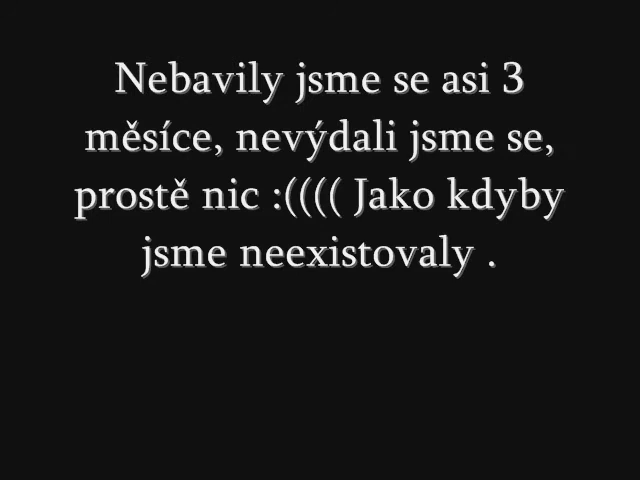 Nebavily jsme se asi 3
měsíce, nevýdali jsme se,
prostě nic :(((( Jako kdyby
jsme neexistovaly .